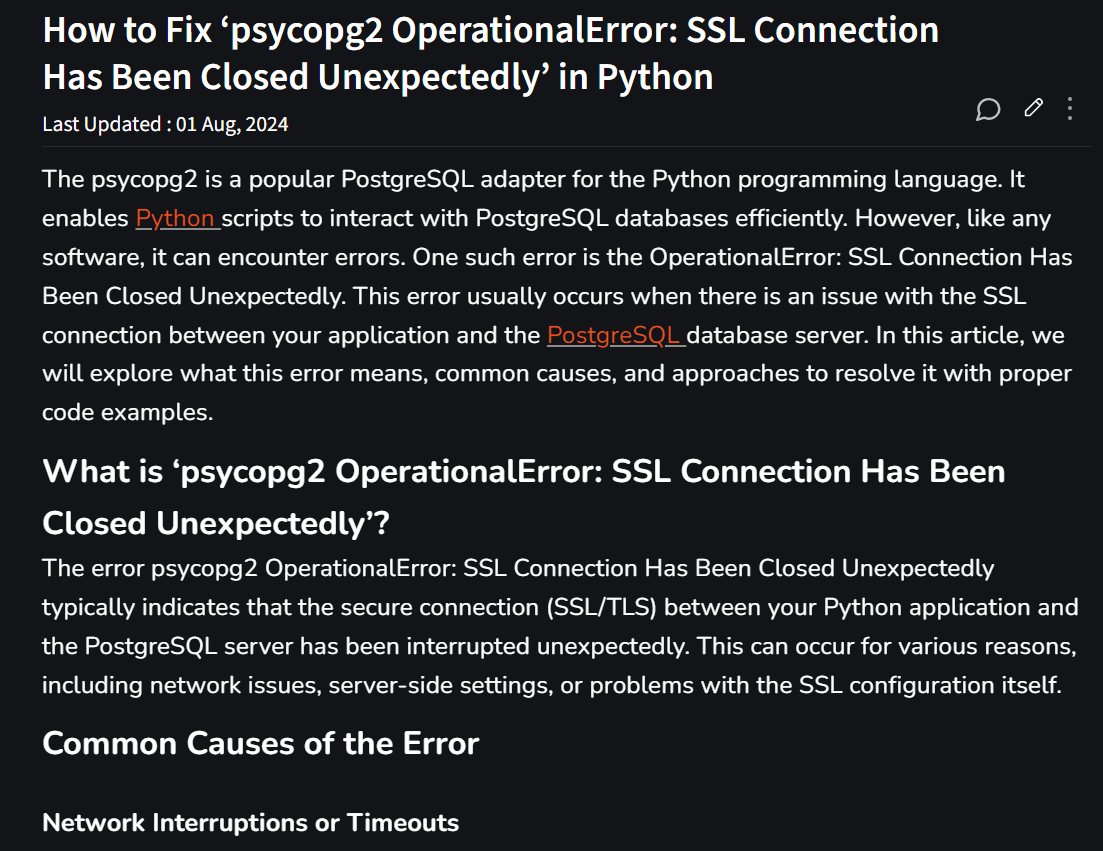 How to Fix ‘psycopg2 OperationalError: SSL Connection
Has Been Closed Unexpectedly’ in Python
Last Updated : 01 Aug, 2024
The psycopg2 is a popular PostgreSQL adapter for the Python programming language. It
enables Python scripts to interact with PostgreSQL databases efficiently. However, like any
software, it can encounter errors. One such error is the OperationalError: SSL Connection Has
Been Closed Unexpectedly. This error usually occurs when there is an issue with the SSL
connection between your application and the PostgreSQL database server. In this article, we
will explore what this error means, common causes, and approaches to resolve it with proper
code examples.
What is ‘psycopg2 OperationalError: SSL Connection Has Been
Closed Unexpectedly’?
The error psycopg2 OperationalError: SSL Connection Has Been Closed Unexpectedly
typically indicates that the secure connection (SSL/TLS) between your Python application and
the PostgreSQL server has been interrupted unexpectedly. This can occur for various reasons,
including network issues, server-side settings, or problems with the SSL configuration itself.
Common Causes of the Error
Network Interruptions or Timeouts